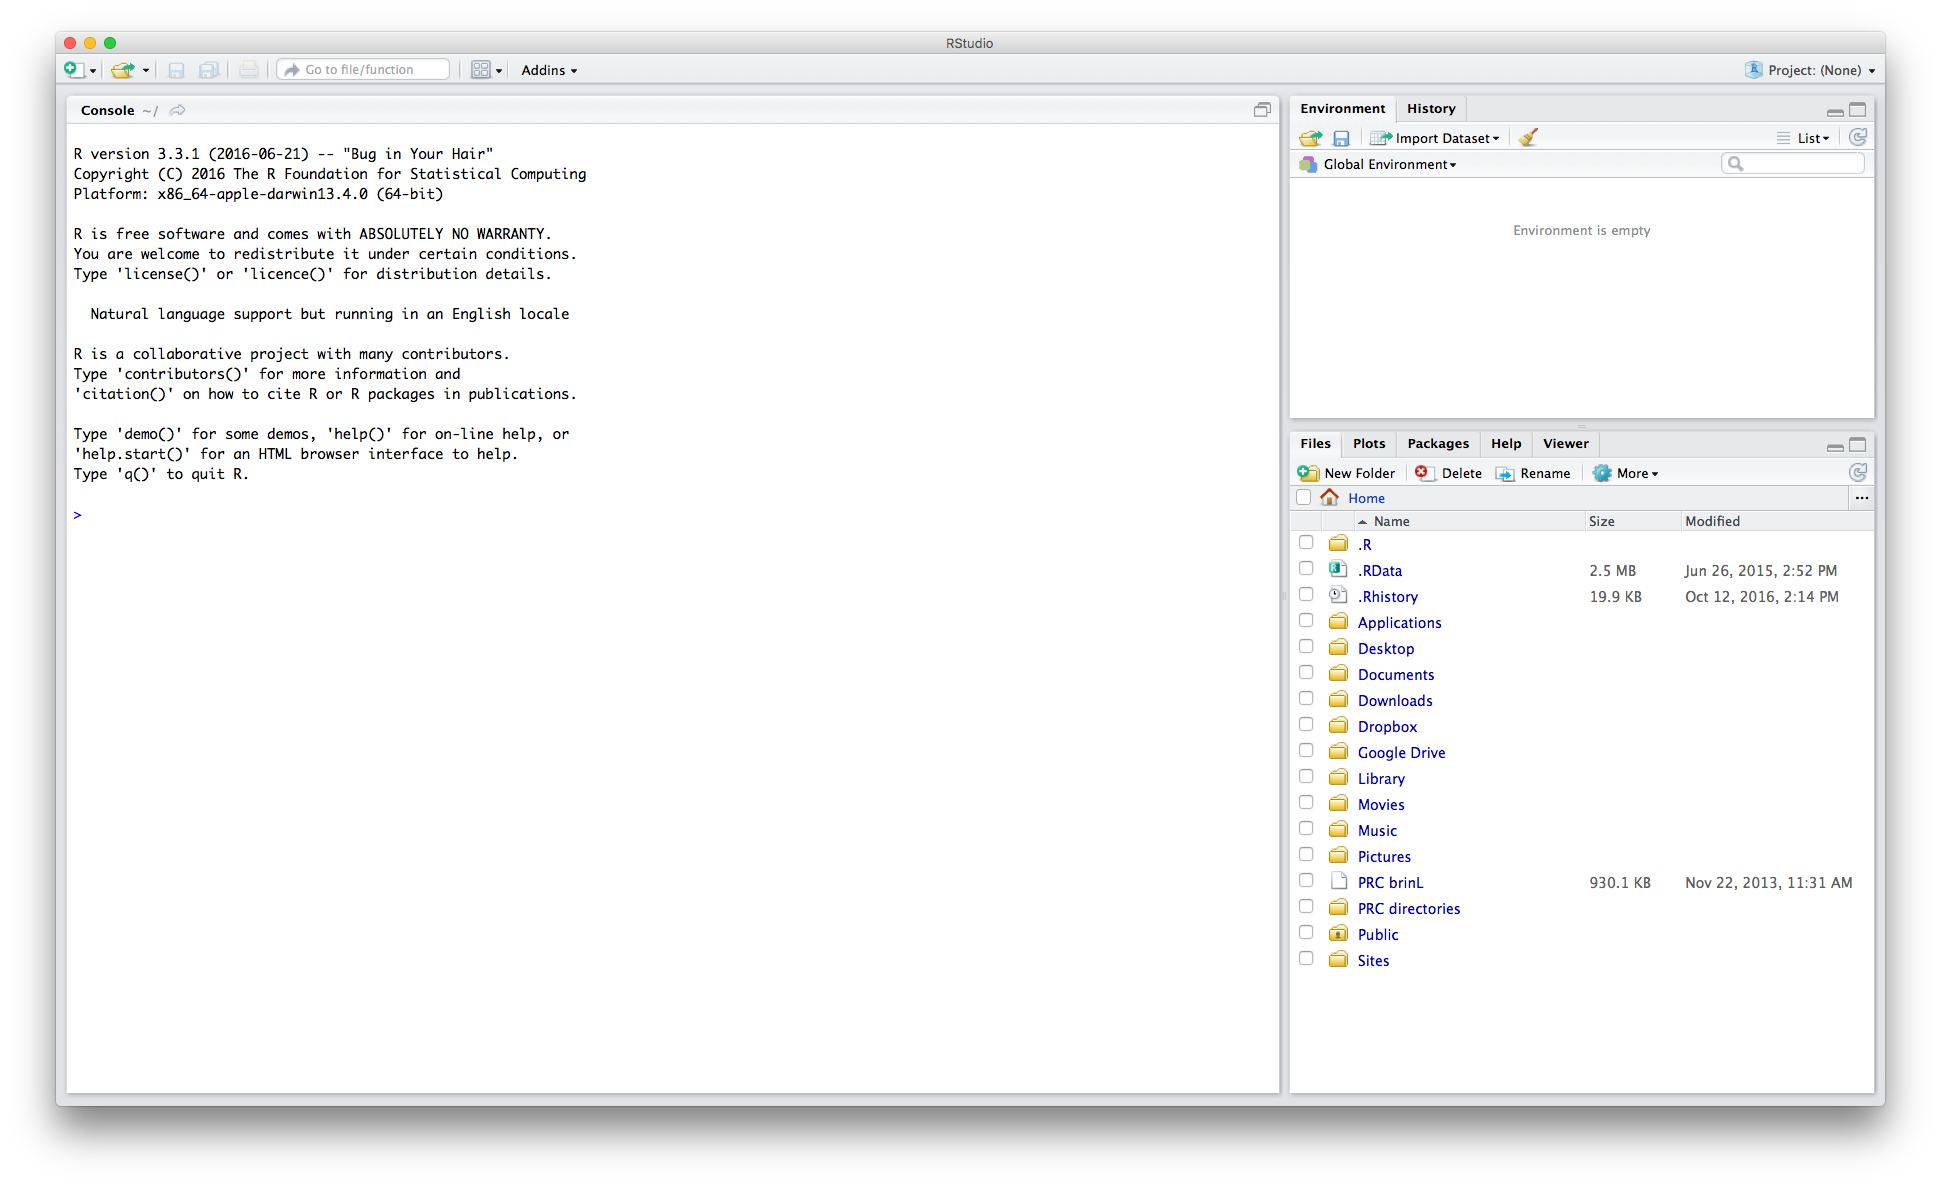 RStudio
Go to file/function
Addins
Project: (None)
Console ~/
R version 3.3.1 (2016-06-21) -- "Bug in Your Hair"
Copyright (C) 2016 The R Foundation for Statistical Computing
Platform: x86_64-apple-darwin13.4.0 (64-bit)
R is free software and comes with ABSOLUTELY NO WARRANTY.
You are welcome to redistribute it under certain conditions.
Type 'license()' or 'licence()' for distribution details.
Natural language support but running in an English locale
R is a collaborative project with many contributors.
Type 'contributors()' for more information and
'citation()' on how to cite R or R packages in publications.
Type 'demo()' for some demos, 'help()' for on-line help, or
'help.start()' for an HTML browser interface to help.
Type 'q()' to quit R.
>
Environment History
Import Dataset List
Global Environment
Environment is empty
Files Plots Packages Help Viewer
New Folder Delete Rename More
Home ...
Name Size Modified
.R
.RData 2.5 MB Jun 26, 2015, 2:52 PM
.Rhistory 19.9 KB Oct 12, 2016, 2:14 PM
Applications
Desktop
Documents
Downloads
Dropbox
Google Drive
Library
Movies
Music
Pictures
PRC brinL 930.1 KB Nov 22, 2013, 11:31 AM
PRC directories
Public
Sites